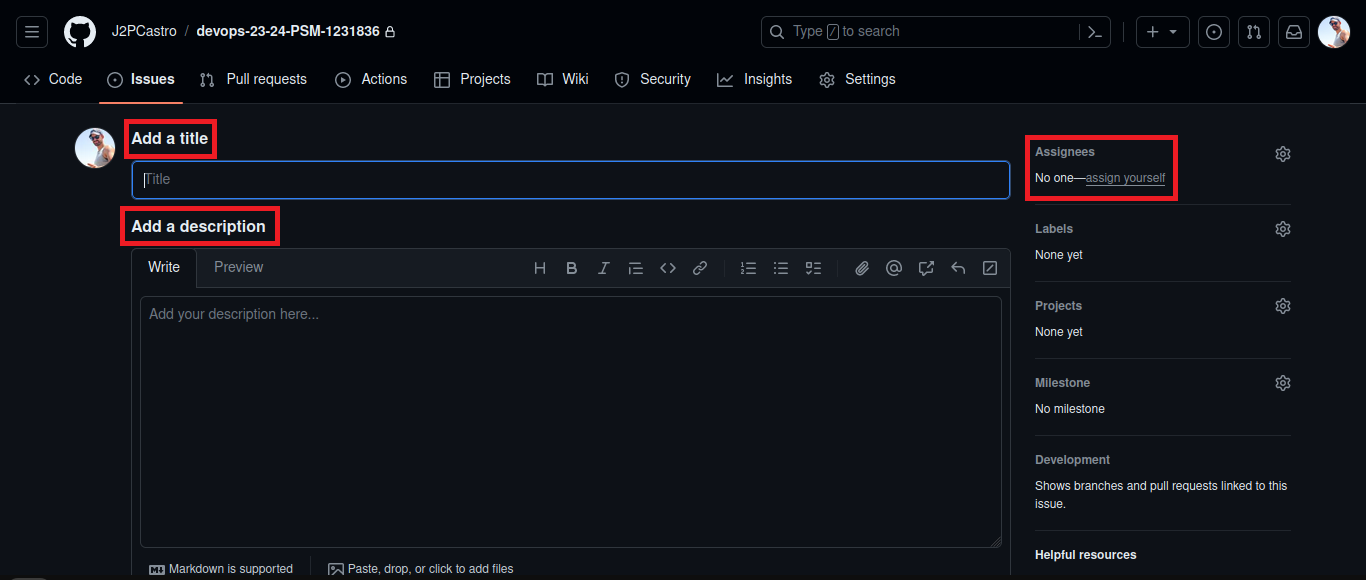 J2PCastro / devops-23-24-PSM-1231836
Type / to search
Code Issues Pull requests Actions Projects Wiki Security Insights Settings
Add a title
Title
Add a description
Write Preview
Add your description here...
Markdown is supported
Paste, drop, or click to add files
Assignees
No one—assign yourself
Labels
None yet
Projects
None yet
Milestone
No milestone
Development
Shows branches and pull requests linked to this
issue.
Helpful resources